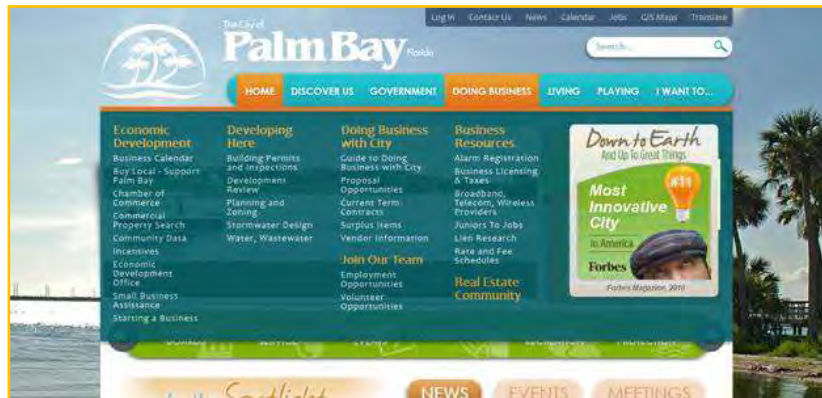 Log In Contact Us News Calendar Jobs GIS Maps Translate
The City of
Palm Bay Florida
Search...
HOME DISCOVER US GOVERNMENT DOING BUSINESS LIVING PLAYING I WANT TO...
Economic
Development
Business Calendar
Buy Local - Support
Palm Bay
Chamber of
Commerce
Commercial
Property Search
Community Data
Incentives
Economic
Development
Office
Small Business
Assistance
Starting a Business
Developing
Here
Building Permits
and Inspections
Development
Review
Planning and
Zoning
Stormwater Design
Water, Wastewater
Doing Business
with City
Guide to Doing
Business with City
Proposal
Opportunities
Current Term
Contracts
Surplus Items
Vendor Information
Join Our Team
Employment
Opportunities
Volunteer
Opportunities
Business
Resources
Alarm Registration
Business Licensing
& Taxes
Broadband,
Telecom, Wireless
Providers
Juniors To Jobs
Lien Research
Rate and Fee
Schedules
Real Estate
Community
Down to Earth
And Up To Great Things
Most
Innovative
City
in America
Forbes
Forbes Magazine, 2010
Spotlight
NEWS EVENTS MEETINGS